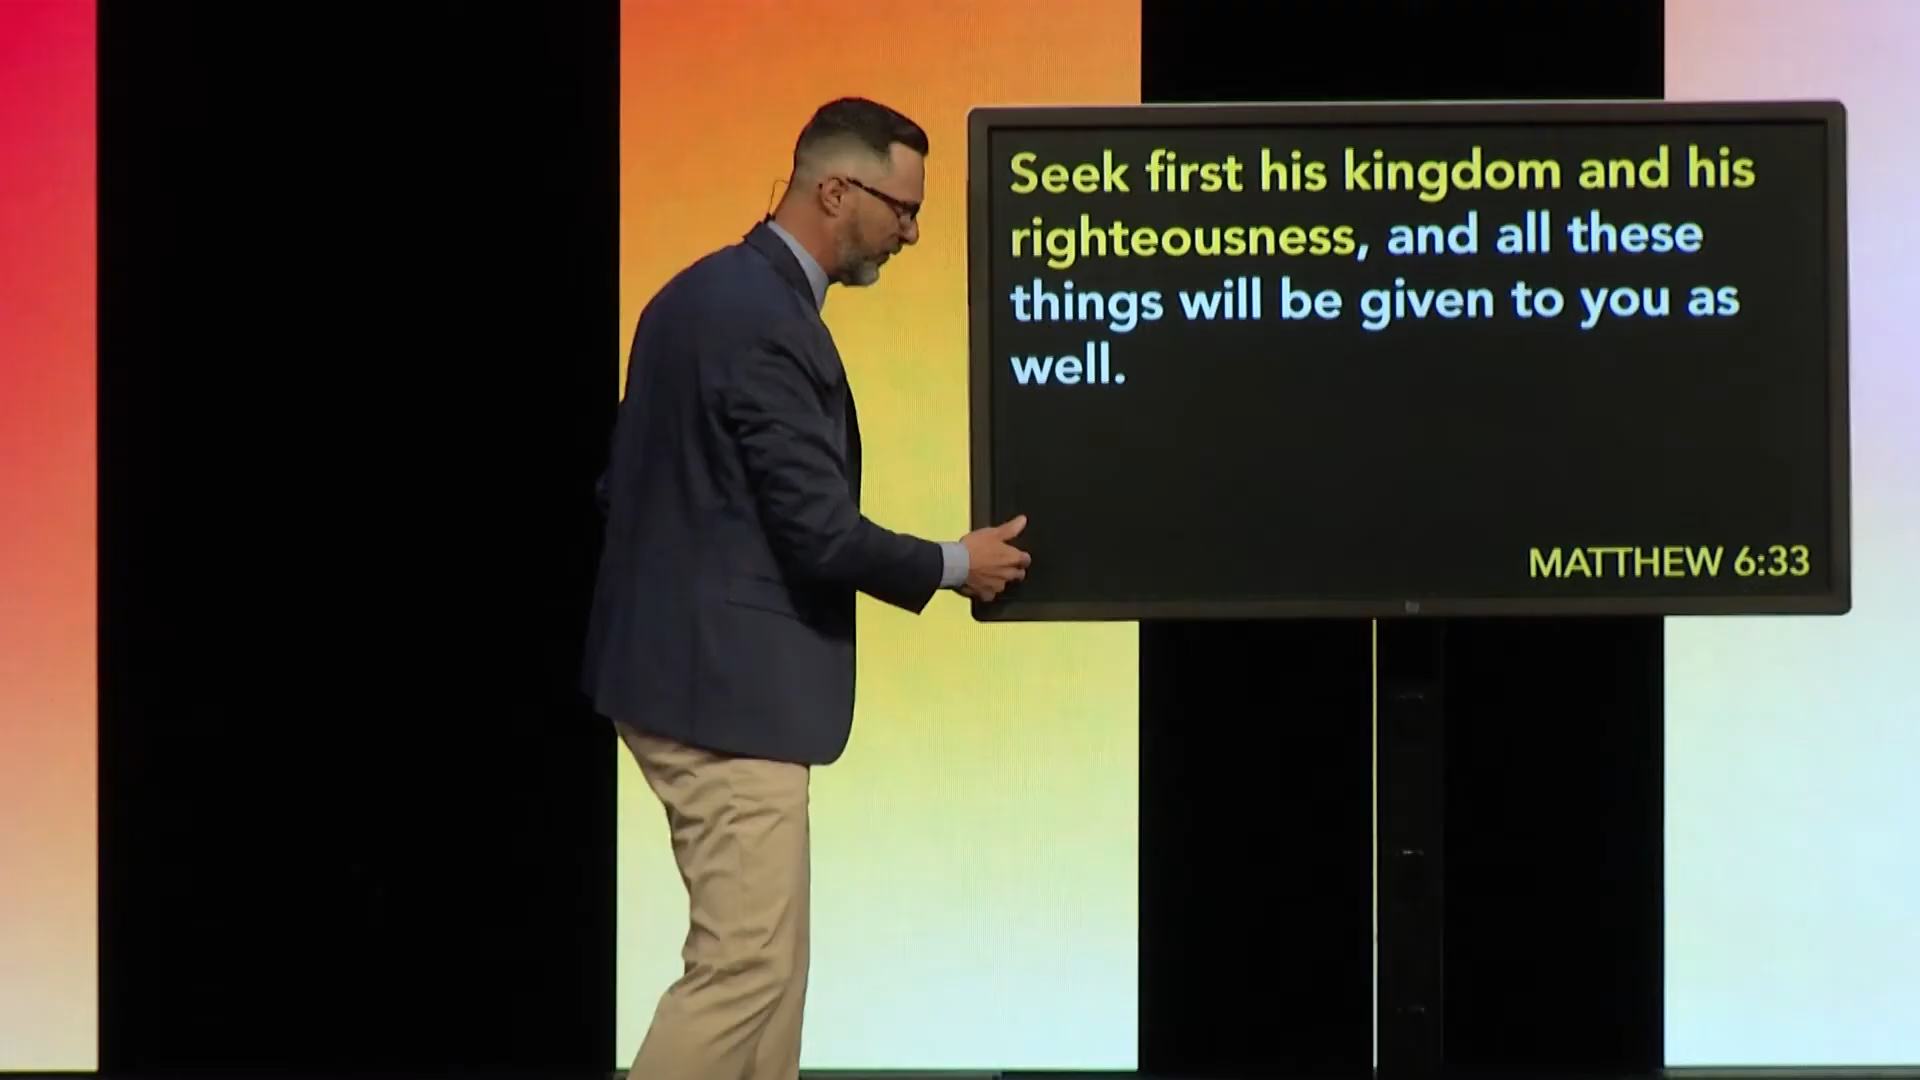 Seek first his kingdom and his
righteousness, and all these
things will be given to you as
well.
MATTHEW 6:33